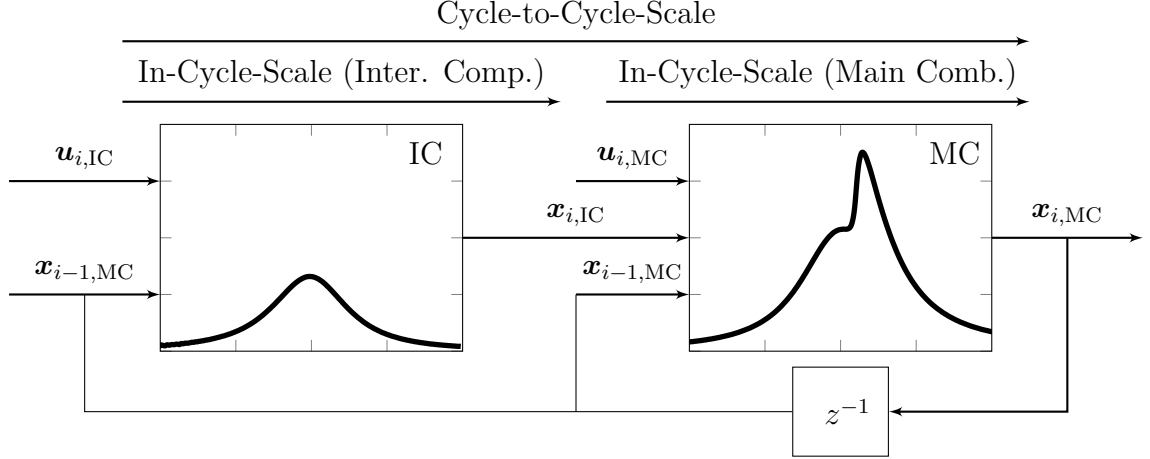 Cycle-to-Cycle-Scale
In-Cycle-Scale (Inter. Comp.)
In-Cycle-Scale (Main Comb.)
IC
MC
u_{i,IC}
u_{i,MC}
x_{i,IC}
x_{i,MC}
x_{i−1,MC}
x_{i−1,MC}
z^{−1}